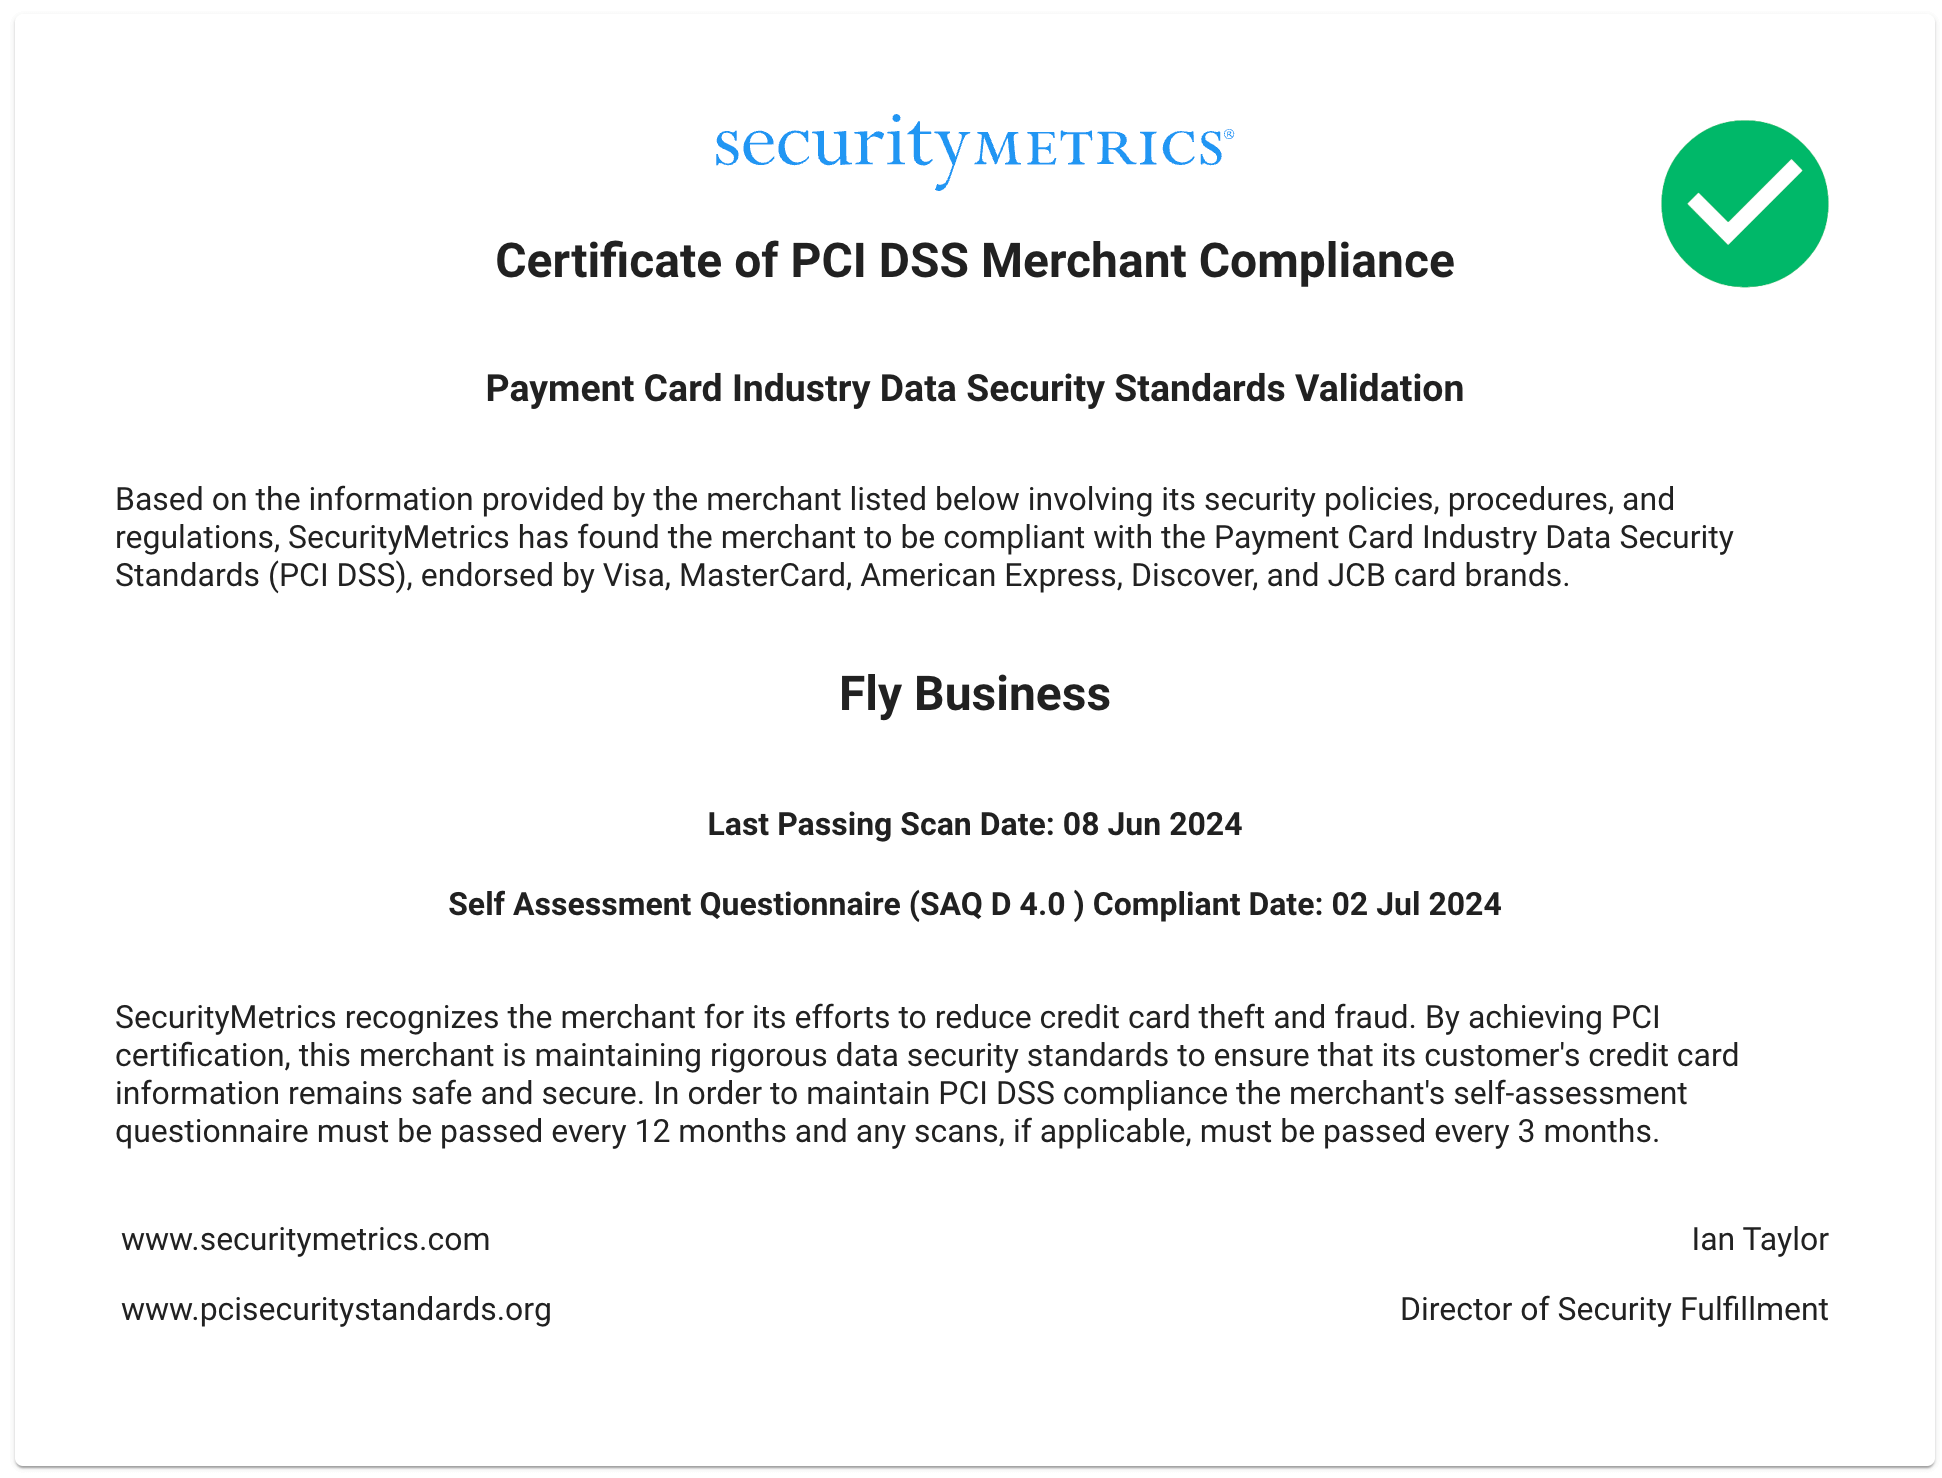 securityMETRICS®
Certificate of PCI DSS Merchant Compliance
Payment Card Industry Data Security Standards Validation
Based on the information provided by the merchant listed below involving its security policies, procedures, and
regulations, SecurityMetrics has found the merchant to be compliant with the Payment Card Industry Data Security
Standards (PCI DSS), endorsed by Visa, MasterCard, American Express, Discover, and JCB card brands.
Fly Business
Last Passing Scan Date: 08 Jun 2024
Self Assessment Questionnaire (SAQ D 4.0 ) Compliant Date: 02 Jul 2024
SecurityMetrics recognizes the merchant for its efforts to reduce credit card theft and fraud. By achieving PCI
certification, this merchant is maintaining rigorous data security standards to ensure that its customer's credit card
information remains safe and secure. In order to maintain PCI DSS compliance the merchant's self-assessment
questionnaire must be passed every 12 months and any scans, if applicable, must be passed every 3 months.
www.securitymetrics.com
Ian Taylor
www.pcisecuritystandards.org
Director of Security Fulfillment